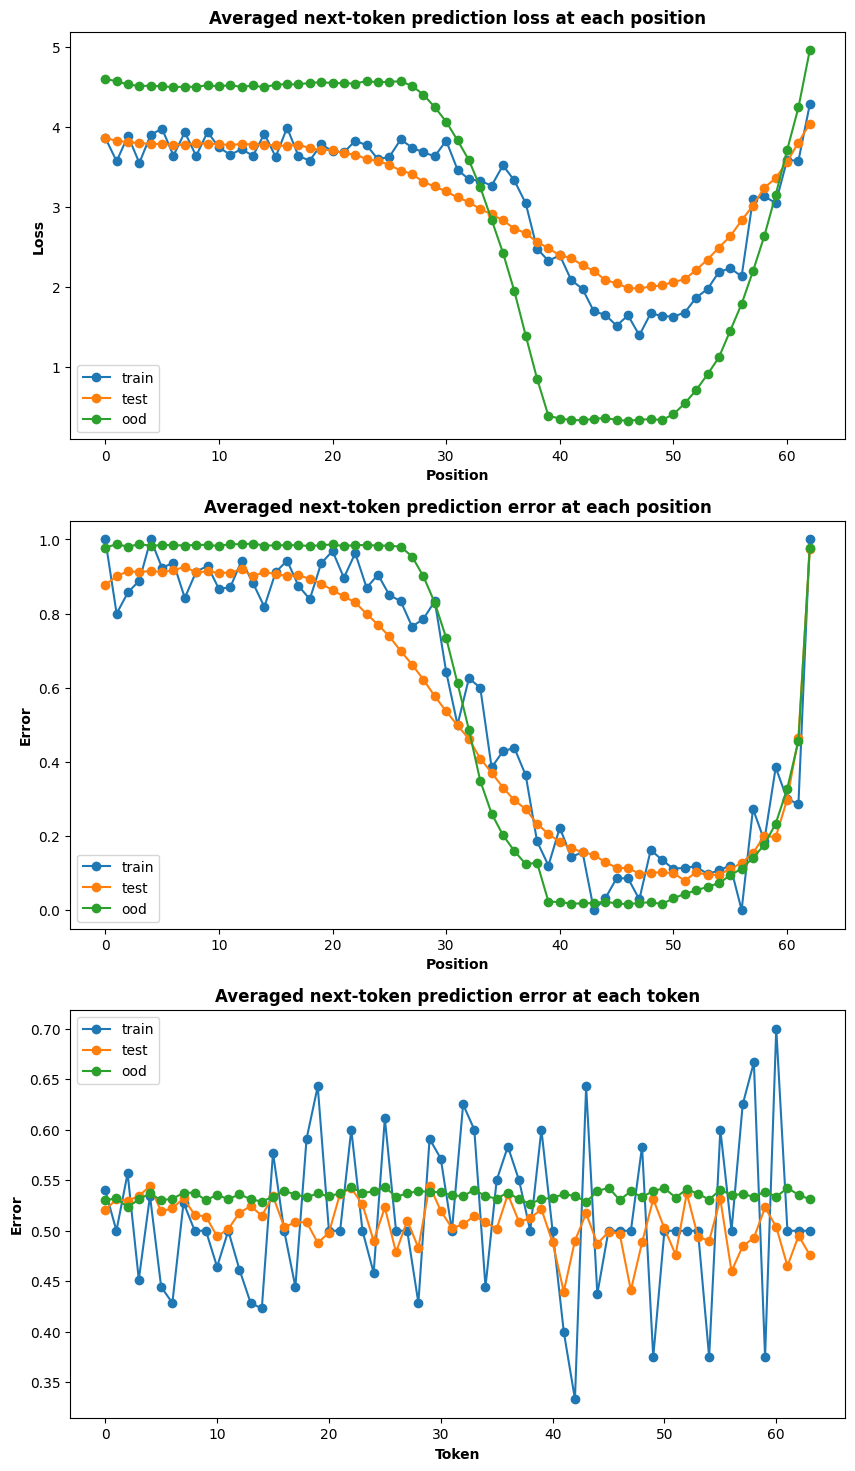 Averaged next-token prediction loss at each position
5
4
3
2
1
Loss
train
test
ood
0 10 20 30 40 50 60
Position
Averaged next-token prediction error at each position
1.0
0.8
0.6
0.4
0.2
0.0
Error
train
test
ood
0 10 20 30 40 50 60
Position
Averaged next-token prediction error at each token
train
test
ood
0.70
0.65
0.60
0.55
0.50
0.45
0.40
0.35
Error
0 10 20 30 40 50 60
Token